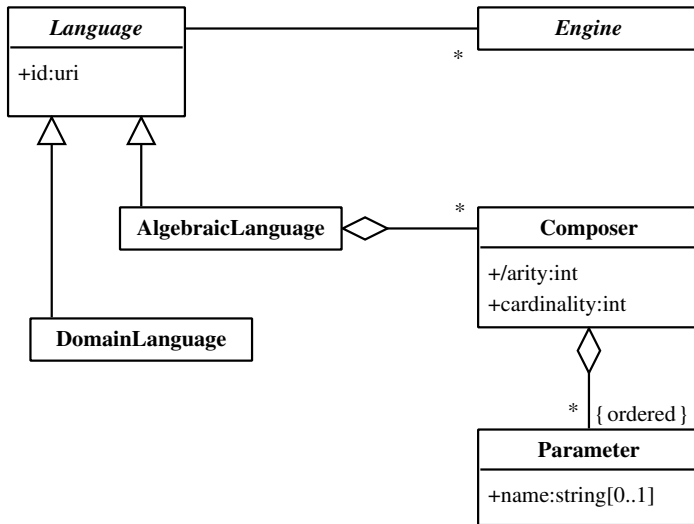 Language
Engine
+id:uri
*
AlgebraicLanguage
*
Composer
+/arity:int
+cardinality:int
DomainLanguage
* { ordered }
Parameter
+name:string[0..1]